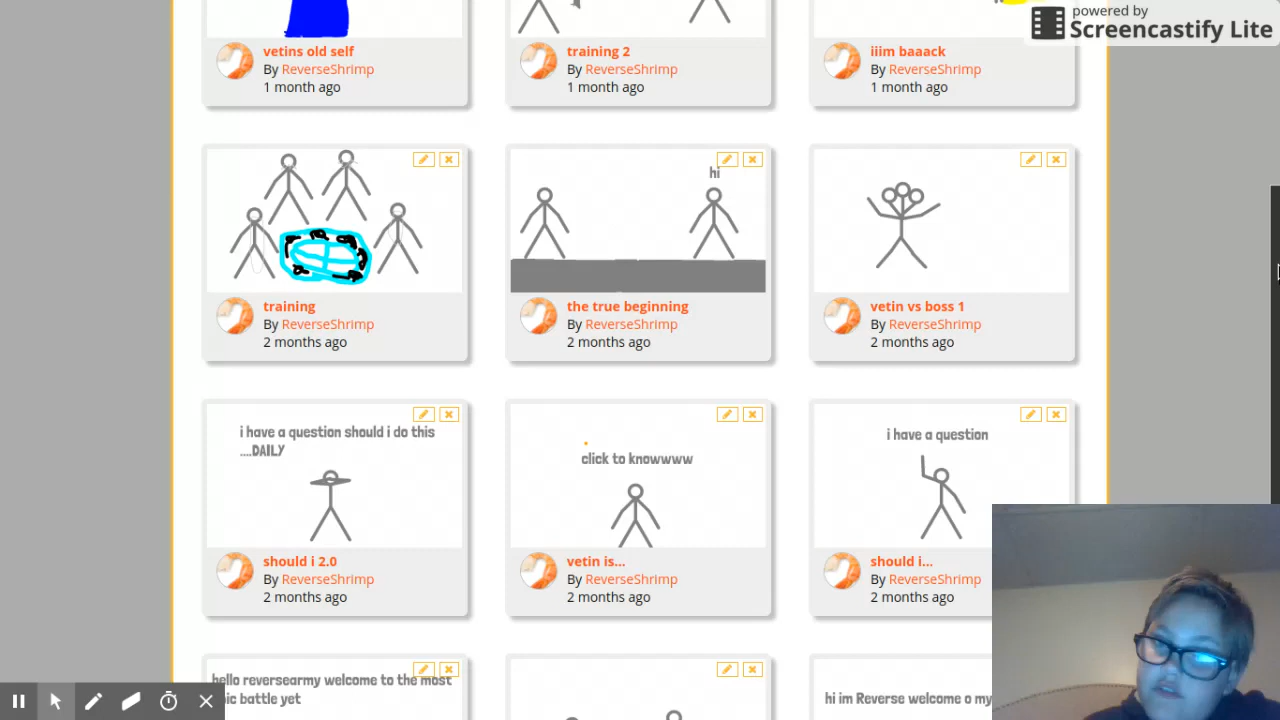 powered by
Screencastify Lite
vetins old self
By ReverseShrimp
1 month ago
training 2
By ReverseShrimp
1 month ago
iiim baaack
By ReverseShrimp
1 month ago
training
By ReverseShrimp
2 months ago
hi
the true beginning
By ReverseShrimp
2 months ago
vetin vs boss 1
By ReverseShrimp
2 months ago
i have a question should i do this
....DAILY
should i 2.0
By ReverseShrimp
2 months ago
click to knowwww
vetin is...
By ReverseShrimp
2 months ago
i have a question
should i...
By ReverseShrimp
2 months ago
hello reversearmy welcome to the most
battle yet
hi im Reverse welcome o my